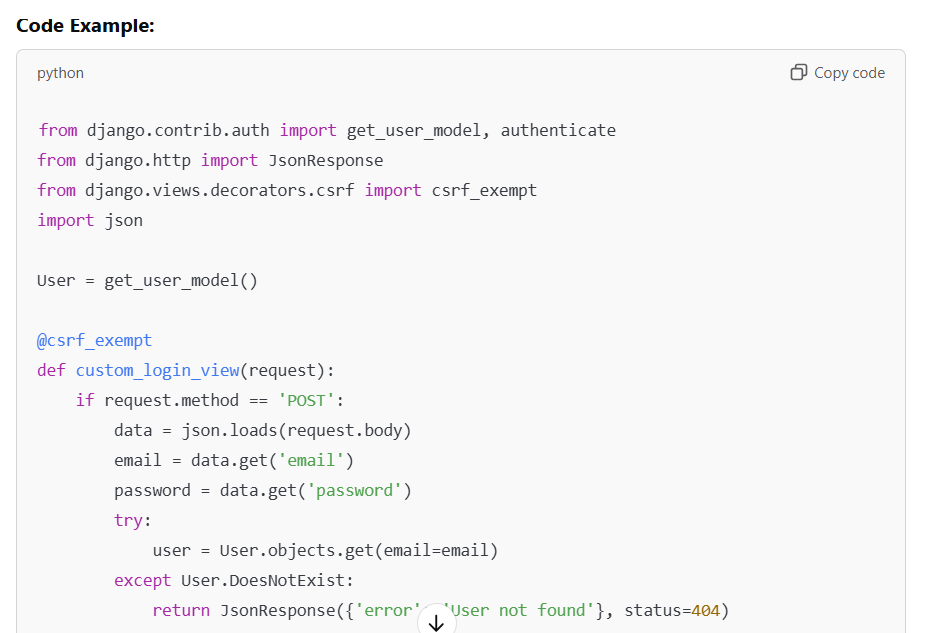 Code Example:
python
Copy code
from django.contrib.auth import get_user_model, authenticate
from django.http import JsonResponse
from django.views.decorators.csrf import csrf_exempt
import json
User = get_user_model()
@csrf_exempt
def custom_login_view(request):
    if request.method == 'POST':
        data = json.loads(request.body)
        email = data.get('email')
        password = data.get('password')
        try:
            user = User.objects.get(email=email)
        except User.DoesNotExist:
            return JsonResponse({'error' 'User not found'}, status=404)